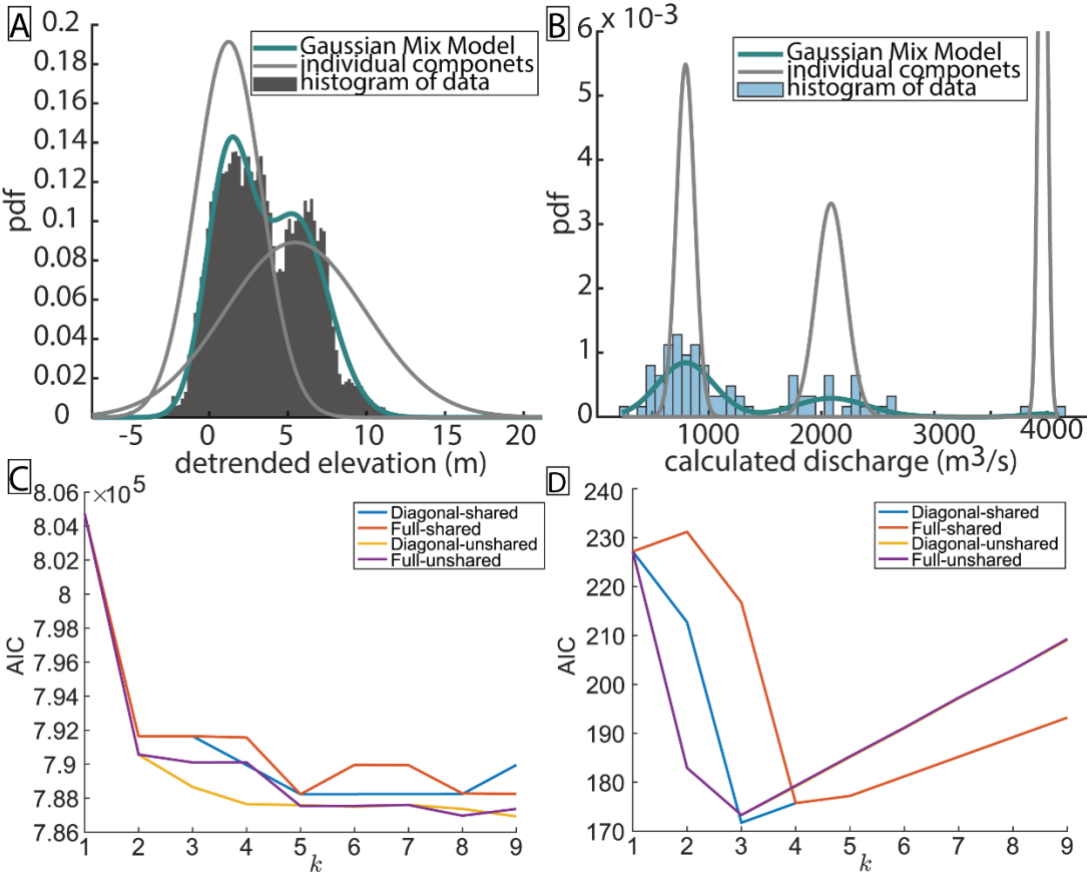 A
0.2
0.18
0.16
0.14
0.12
0.1
0.08
0.06
0.04
0.02
0
pdf
Gaussian Mix Model
individual componets
histogram of data
-5
0
5
10
15
20
detrended elevation (m)
B
6 x 10-3
5
4
3
2
1
0
pdf
Gaussian Mix Model
individual componets
histogram of data
1000
2000
3000
4000
calculated discharge (m3/s)
C
8.06 ×10⁵
8.04
8.02
8
7.98
7.96
7.94
7.92
7.9
7.88
7.86
AIC
Diagonal-shared
Full-shared
Diagonal-unshared
Full-unshared
1 2 3 4 5 6 7 8 9
k
D
240
230
220
210
200
190
180
170
AIC
Diagonal-shared
Full-shared
Diagonal-unshared
Full-unshared
1 2 3 4 5 6 7 8 9
k